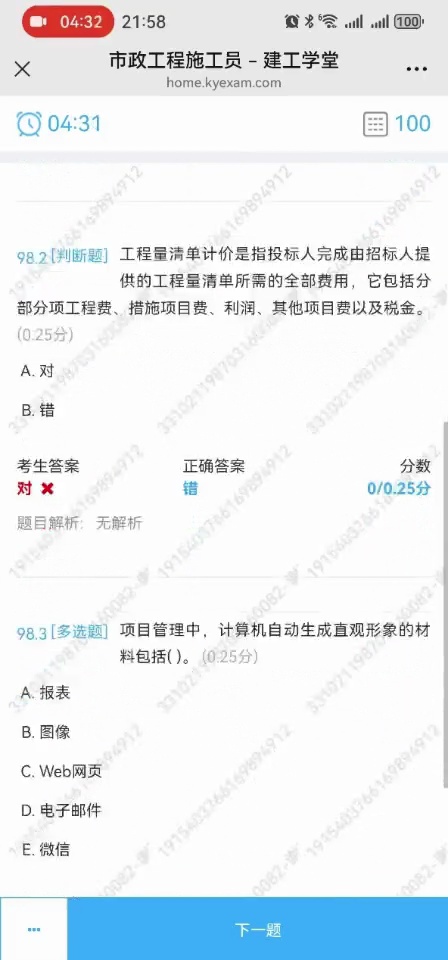 04:32 21:58 100
市政工程施工员 – 建工学堂
home.kyexam.com
04:31 100
98.2 [判断题] 工程量清单计价是指投标人完成由招标人提
供的工程量清单所需的全部费用，它包括分
部分项工程费、措施项目费、利润、其他项目费以及税金。
(0.25分)
A. 对
B. 错
考生答案 正确答案 分数
对 错 0/0.25分
题目解析: 无解析
98.3 [多选题] 项目管理中，计算机自动生成直观形象的材
料包括( )。 (0.25分)
A. 报表
B. 图像
C. Web网页
D. 电子邮件
E. 微信
下一题